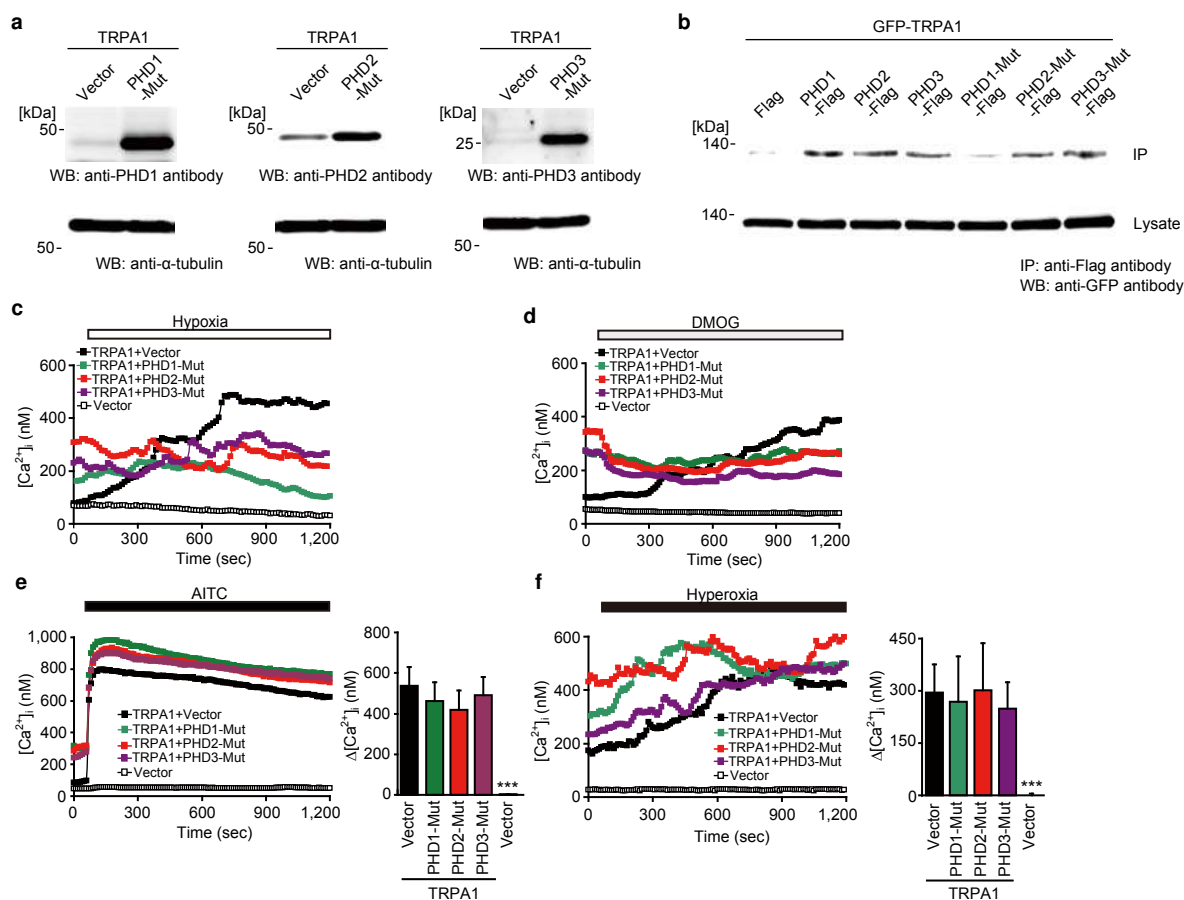 a
TRPA1
Vector
PHD1
-Mut
[kDa]
50-
WB: anti-PHD1 antibody
50-
WB: anti-α-tubulin
TRPA1
Vector
PHD2
-Mut
[kDa]
50-
WB: anti-PHD2 antibody
50-
WB: anti-α-tubulin
TRPA1
Vector
PHD3
-Mut
[kDa]
25-
WB: anti-PHD3 antibody
50-
WB: anti-α-tubulin
b
GFP-TRPA1
Flag
PHD1
-Flag
PHD2
-Flag
PHD3
-Flag
PHD1-Mut
-Flag
PHD2-Mut
-Flag
PHD3-Mut
-Flag
[kDa]
140-
IP
140-
Lysate
IP: anti-Flag antibody
WB: anti-GFP antibody
c
Hypoxia
TRPA1+Vector
TRPA1+PHD1-Mut
TRPA1+PHD2-Mut
TRPA1+PHD3-Mut
Vector
[Ca²⁺]ᵢ (nM)
600
400
200
0
0 300 600 900 1,200
Time (sec)
d
DMOG
TRPA1+Vector
TRPA1+PHD1-Mut
TRPA1+PHD2-Mut
TRPA1+PHD3-Mut
Vector
[Ca²⁺]ᵢ (nM)
600
400
200
0
0 300 600 900 1,200
Time (sec)
e
AITC
1,000
800
600
400
200
0
[Ca²⁺]ᵢ (nM)
TRPA1+Vector
TRPA1+PHD1-Mut
TRPA1+PHD2-Mut
TRPA1+PHD3-Mut
Vector
0 300 600 900 1,200
Time (sec)
800
600
400
200
0
Δ[Ca²⁺]ᵢ (nM)
***
Vector
PHD1-Mut
PHD2-Mut
PHD3-Mut
Vector
TRPA1
f
Hyperoxia
600
400
200
0
[Ca²⁺]ᵢ (nM)
TRPA1+Vector
TRPA1+PHD1-Mut
TRPA1+PHD2-Mut
TRPA1+PHD3-Mut
Vector
0 300 600 900 1,200
Time (sec)
450
300
150
0
Δ[Ca²⁺]ᵢ (nM)
***
Vector
PHD1-Mut
PHD2-Mut
PHD3-Mut
Vector
TRPA1